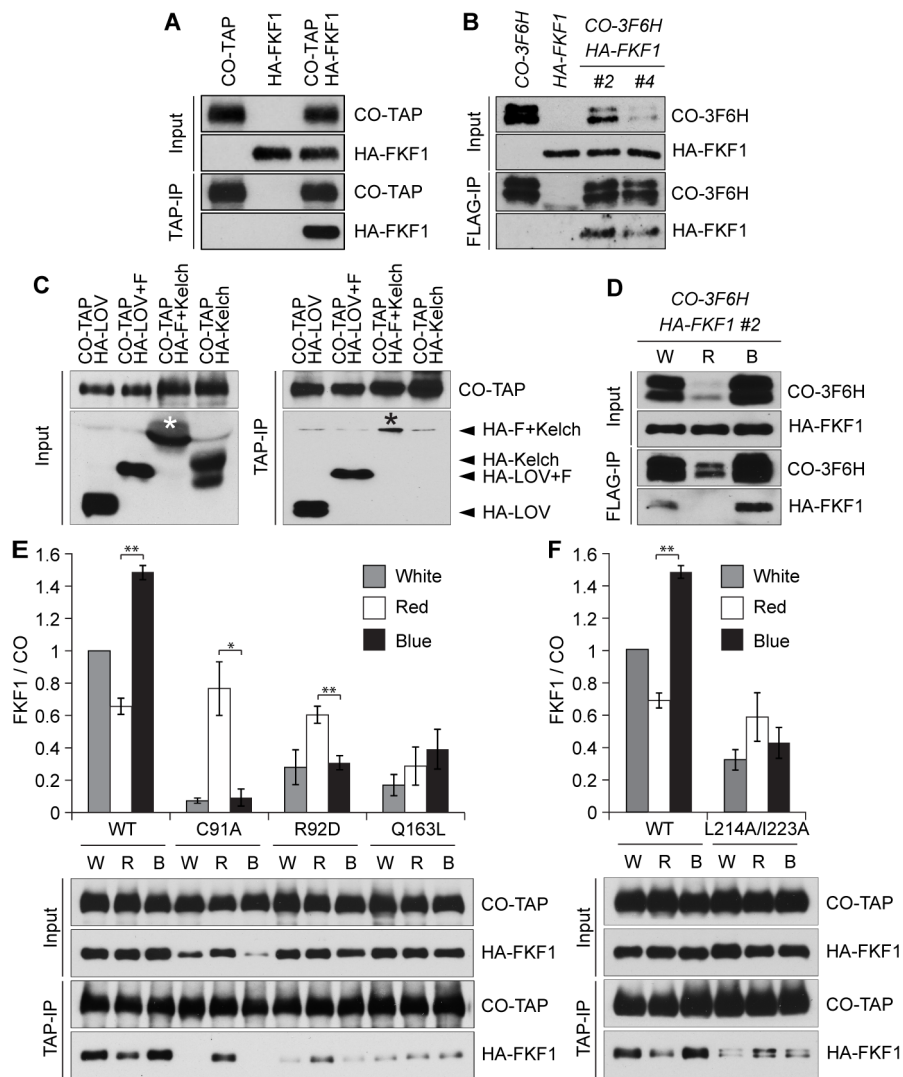 A
CO-TAP
HA-FKF1
CO-TAP
HA-FKF1
Input
CO-TAP
HA-FKF1
TAP-IP
CO-TAP
HA-FKF1
B
CO-3F6H
HA-FKF1
CO-3F6H
HA-FKF1
#2 #4
Input
CO-3F6H
HA-FKF1
FLAG-IP
CO-3F6H
HA-FKF1
C
CO-TAP
HA-LOV
CO-TAP
HA-LOV+F
CO-TAP
HA-F+Kelch
CO-TAP
HA-Kelch
CO-TAP
HA-LOV
CO-TAP
HA-LOV+F
CO-TAP
HA-F+Kelch
CO-TAP
HA-Kelch
Input
*
TAP-IP
*
CO-TAP
HA-F+Kelch
HA-Kelch
HA-LOV+F
HA-LOV
D
CO-3F6H
HA-FKF1 #2
W R B
Input
CO-3F6H
HA-FKF1
FLAG-IP
CO-3F6H
HA-FKF1
E
FKF1 / CO
1.6
1.4
1.2
1
0.8
0.6
0.4
0.2
0
**
*
**
White
Red
Blue
WT C91A R92D Q163L
W R B W R B W R B W R B
Input
CO-TAP
HA-FKF1
TAP-IP
CO-TAP
HA-FKF1
F
FKF1 / CO
1.6
1.4
1.2
1
0.8
0.6
0.4
0.2
0
**
White
Red
Blue
WT L214A/I223A
W R B W R B
Input
CO-TAP
HA-FKF1
TAP-IP
CO-TAP
HA-FKF1